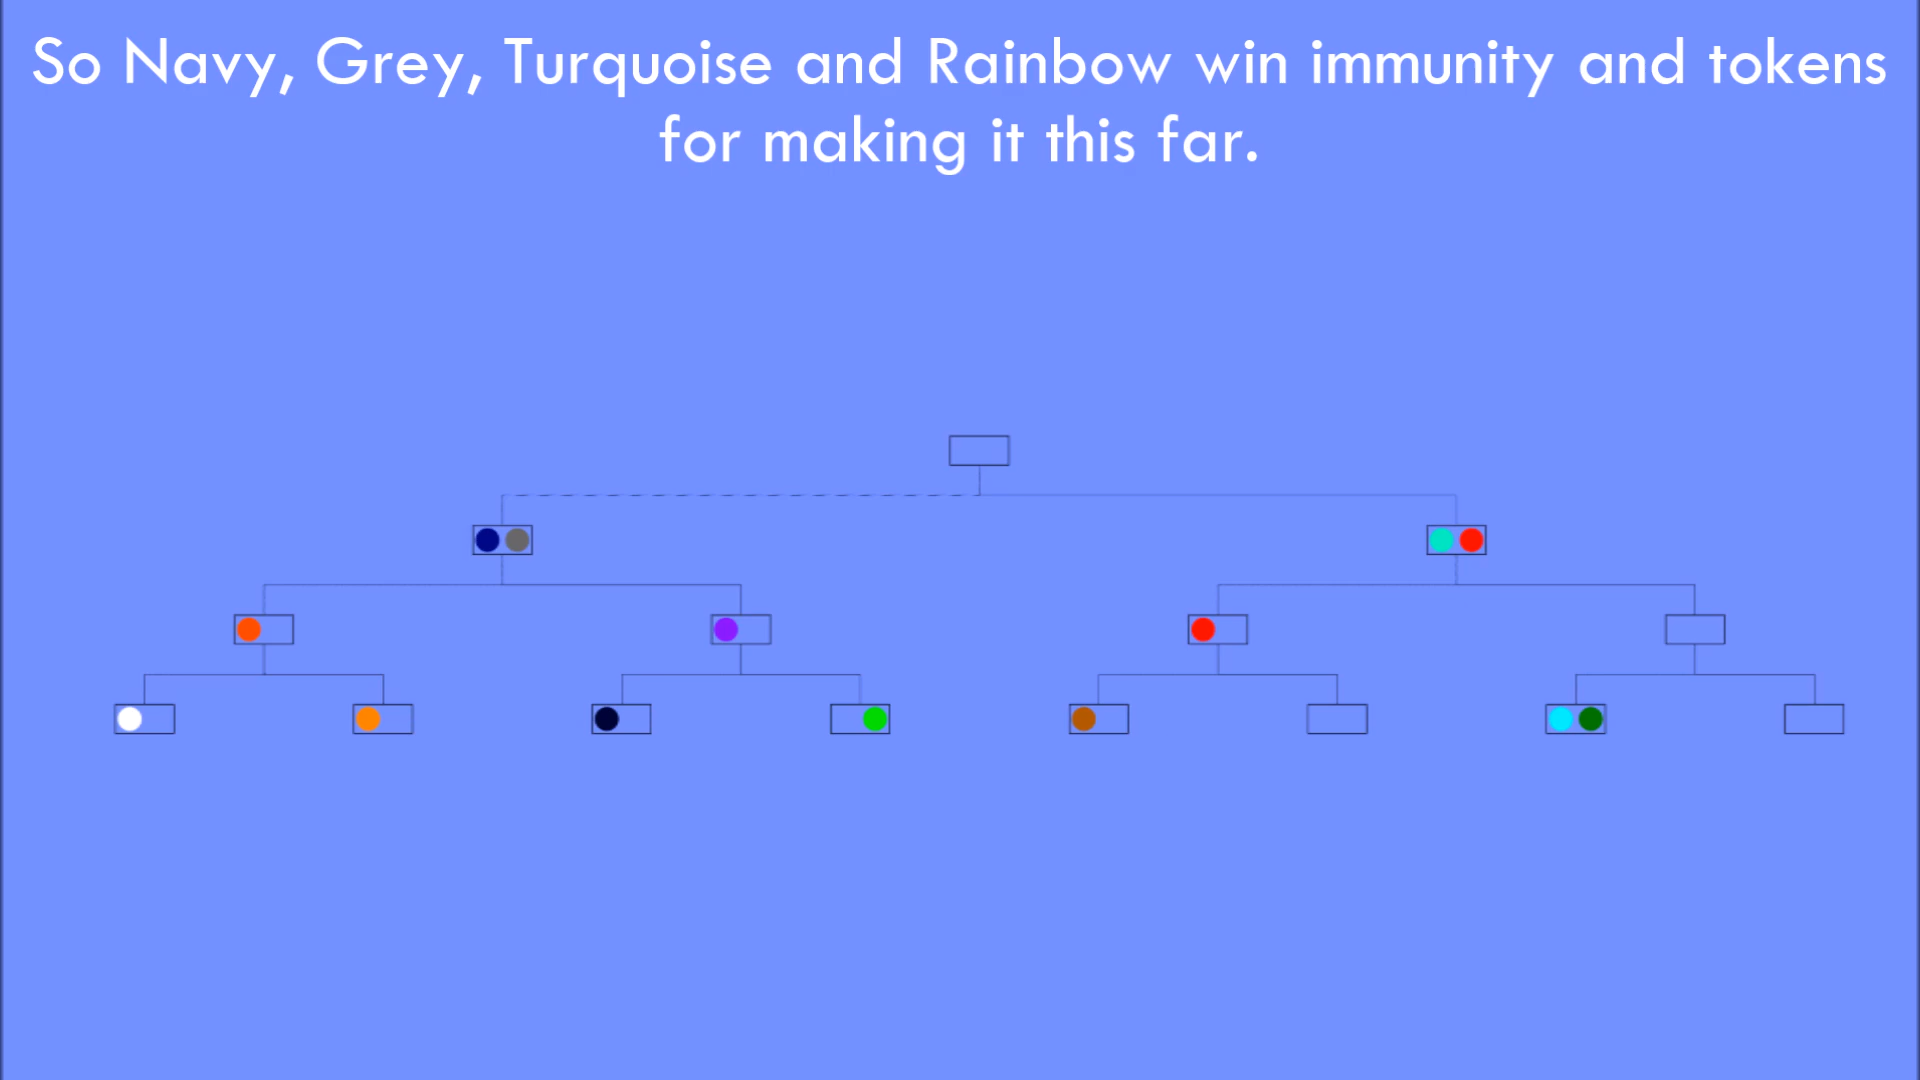 So Navy, Grey, Turquoise and Rainbow win immunity and tokens
for making it this far.